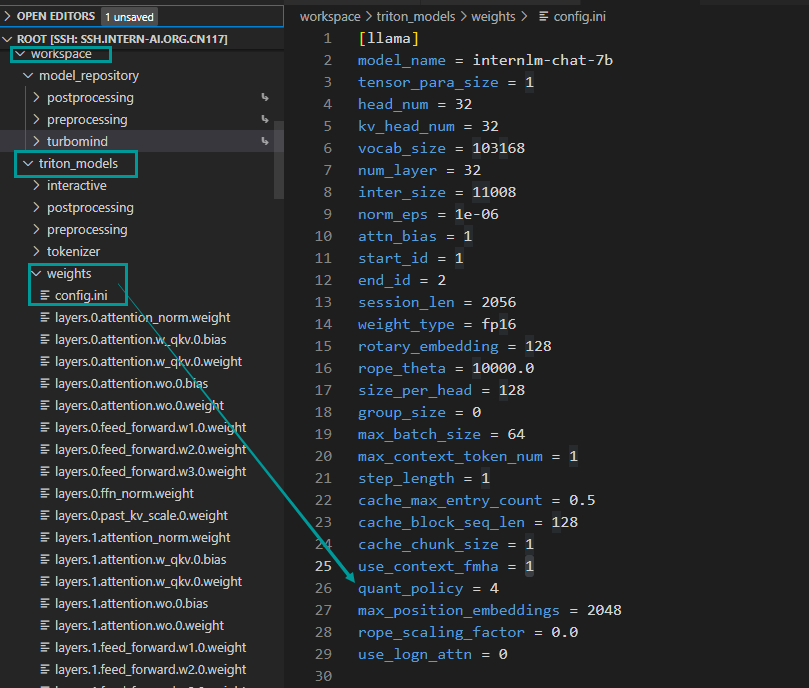 OPEN EDITORS 1 unsaved
ROOT [SSH: SSH.INTERN-AI.ORG.CN117]
workspace
model_repository
postprocessing
preprocessing
turbomind
triton_models
interactive
postprocessing
preprocessing
tokenizer
weights
config.ini
layers.0.attention_norm.weight
layers.0.attention.w_qkv.0.bias
layers.0.attention.w_qkv.0.weight
layers.0.attention.wo.0.bias
layers.0.attention.wo.0.weight
layers.0.feed_forward.w1.0.weight
layers.0.feed_forward.w2.0.weight
layers.0.feed_forward.w3.0.weight
layers.0.ffn_norm.weight
layers.0.past_kv_scale.0.weight
layers.1.attention_norm.weight
layers.1.attention.w_qkv.0.bias
layers.1.attention.w_qkv.0.weight
layers.1.attention.wo.0.bias
layers.1.attention.wo.0.weight
layers.1.feed_forward.w1.0.weight
layers.1.feed_forward.w2.0.weight
workspace > triton_models > weights > config.ini
1 [llama]
2 model_name = internlm-chat-7b
3 tensor_para_size = 1
4 head_num = 32
5 kv_head_num = 32
6 vocab_size = 103168
7 num_layer = 32
8 inter_size = 11008
9 norm_eps = 1e-06
10 attn_bias = 1
11 start_id = 1
12 end_id = 2
13 session_len = 2056
14 weight_type = fp16
15 rotary_embedding = 128
16 rope_theta = 10000.0
17 size_per_head = 128
18 group_size = 0
19 max_batch_size = 64
20 max_context_token_num = 1
21 step_length = 1
22 cache_max_entry_count = 0.5
23 cache_block_seq_len = 128
24 cache_chunk_size = 1
25 use_context_fmha = 1
26 quant_policy = 4
27 max_position_embeddings = 2048
28 rope_scaling_factor = 0.0
29 use_logn_attn = 0
30